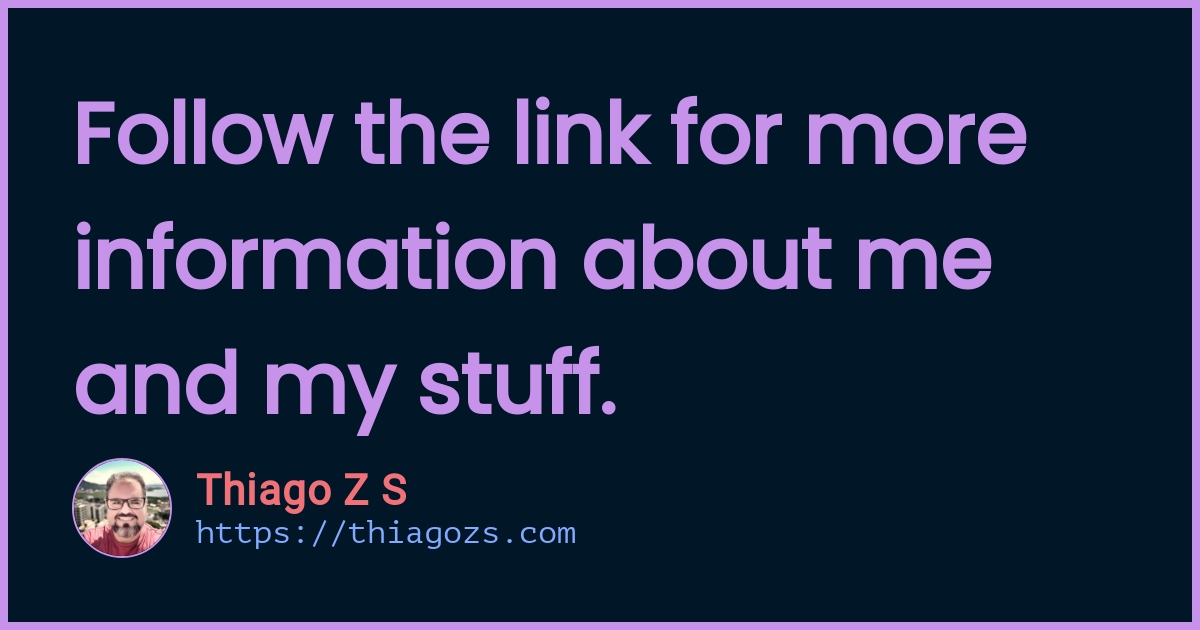 Follow the link for more
information about me
and my stuff.
Thiago Z S
https://thiagozs.com